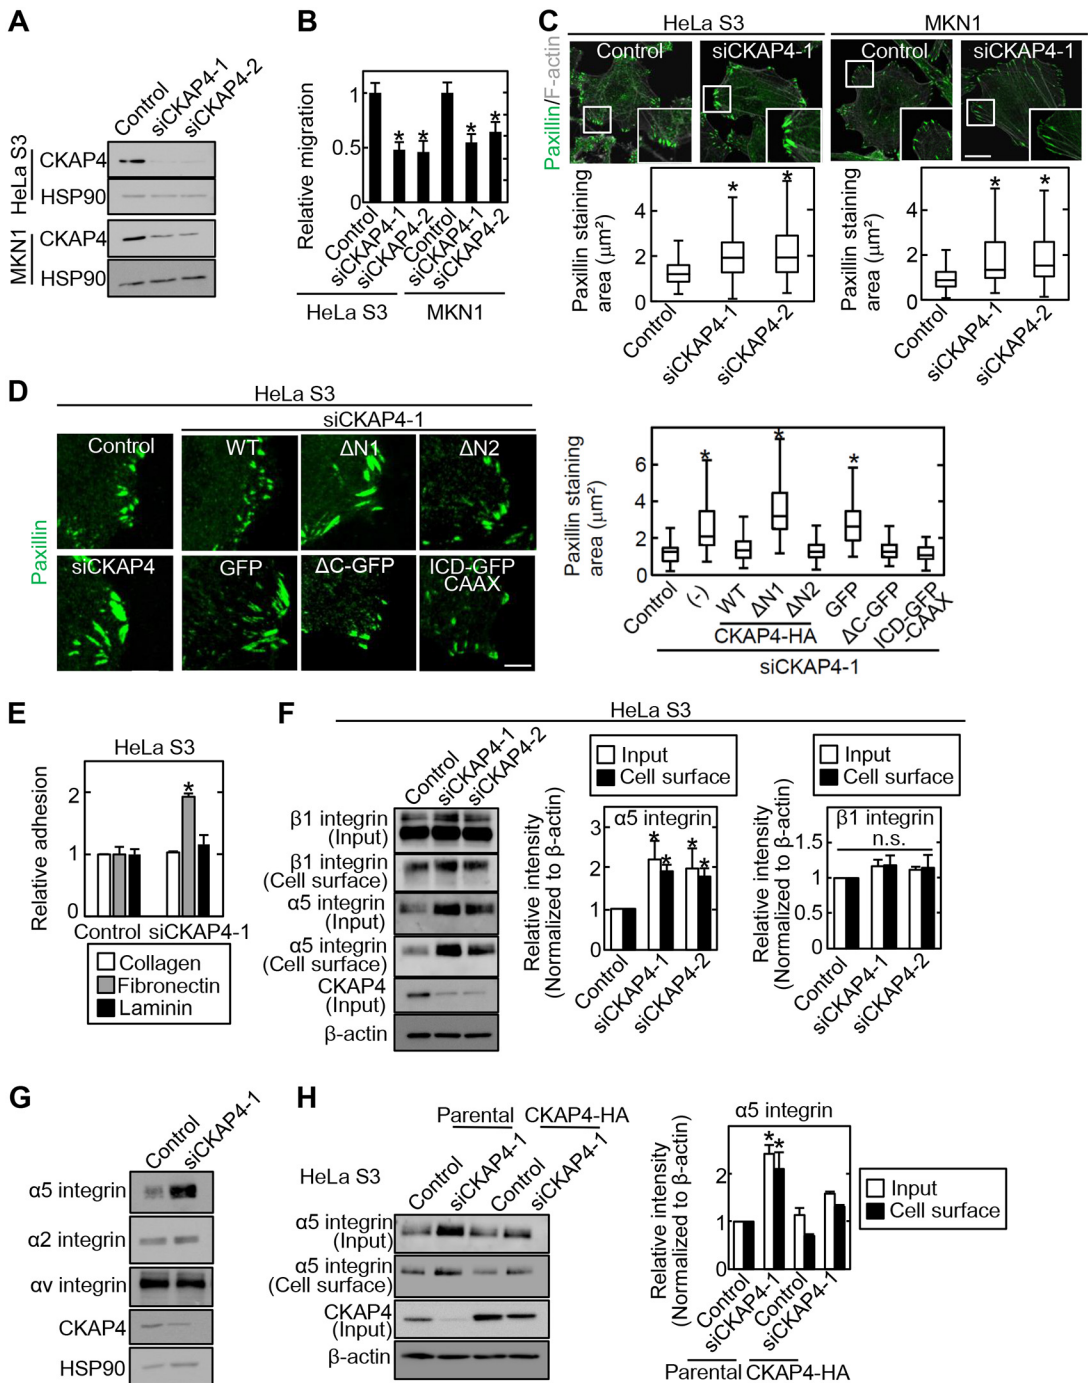 A
Control
siCKAP4-1
siCKAP4-2
HeLa S3
CKAP4
HSP90
MKN1
CKAP4
HSP90
B
Relative migration
1
0.5
0
*
*
*
*
Control
siCKAP4-1
siCKAP4-2
Control
siCKAP4-1
siCKAP4-2
HeLa S3
MKN1
C
HeLa S3
MKN1
Paxillin/F-actin
Control
siCKAP4-1
Control
siCKAP4-1
Paxillin staining
area (μm²)
4
2
0
*
*
Control
siCKAP4-1
siCKAP4-2
Paxillin staining
area (μm²)
4
2
0
*
*
Control
siCKAP4-1
siCKAP4-2
D
HeLa S3
siCKAP4-1
Paxillin
Control
WT
ΔN1
ΔN2
siCKAP4
GFP
ΔC-GFP
ICD-GFP
CAAX
Paxillin staining
area (μm²)
6
4
2
0
*
*
*
Control
(-)
WT
ΔN1
ΔN2
GFP
ΔC-GFP
ICD-GFP
-CAAX
CKAP4-HA
siCKAP4-1
E
HeLa S3
Relative adhesion
2
1
0
*
Control siCKAP4-1
Collagen
Fibronectin
Laminin
F
HeLa S3
Control
siCKAP4-1
siCKAP4-2
β1 integrin
(Input)
β1 integrin
(Cell surface)
α5 integrin
(Input)
α5 integrin
(Cell surface)
CKAP4
(Input)
β-actin
Input
Cell surface
α5 integrin
Relative intensity
(Normalized to β-actin)
3
2
1
0
*
*
*
*
Control
siCKAP4-1
siCKAP4-2
Input
Cell surface
β1 integrin
n.s.
Relative intensity
(Normalized to β-actin)
1.5
1
0.5
0
Control
siCKAP4-1
siCKAP4-2
G
Control
siCKAP4-1
α5 integrin
α2 integrin
αv integrin
CKAP4
HSP90
H
Parental
CKAP4-HA
HeLa S3
Control
siCKAP4-1
Control
siCKAP4-1
α5 integrin
(Input)
α5 integrin
(Cell surface)
CKAP4
(Input)
β-actin
α5 integrin
Relative intensity
(Normalized to β-actin)
2
1
0
*
*
Input
Cell surface
Control
siCKAP4-1
Control
siCKAP4-1
Parental
CKAP4-HA